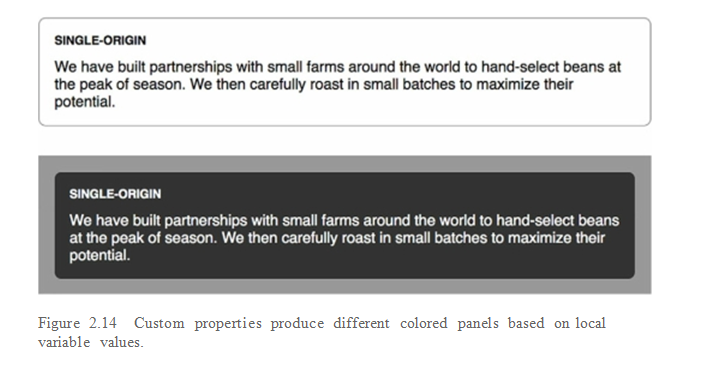 SINGLE-ORIGIN
We have built partnerships with small farms around the world to hand-select beans at
the peak of season. We then carefully roast in small batches to maximize their
potential.
SINGLE-ORIGIN
We have built partnerships with small farms around the world to hand-select beans
at the peak of season. We then carefully roast in small batches to maximize their
potential.
Figure 2.14 Custom properties produce different colored panels based on local
variable values.